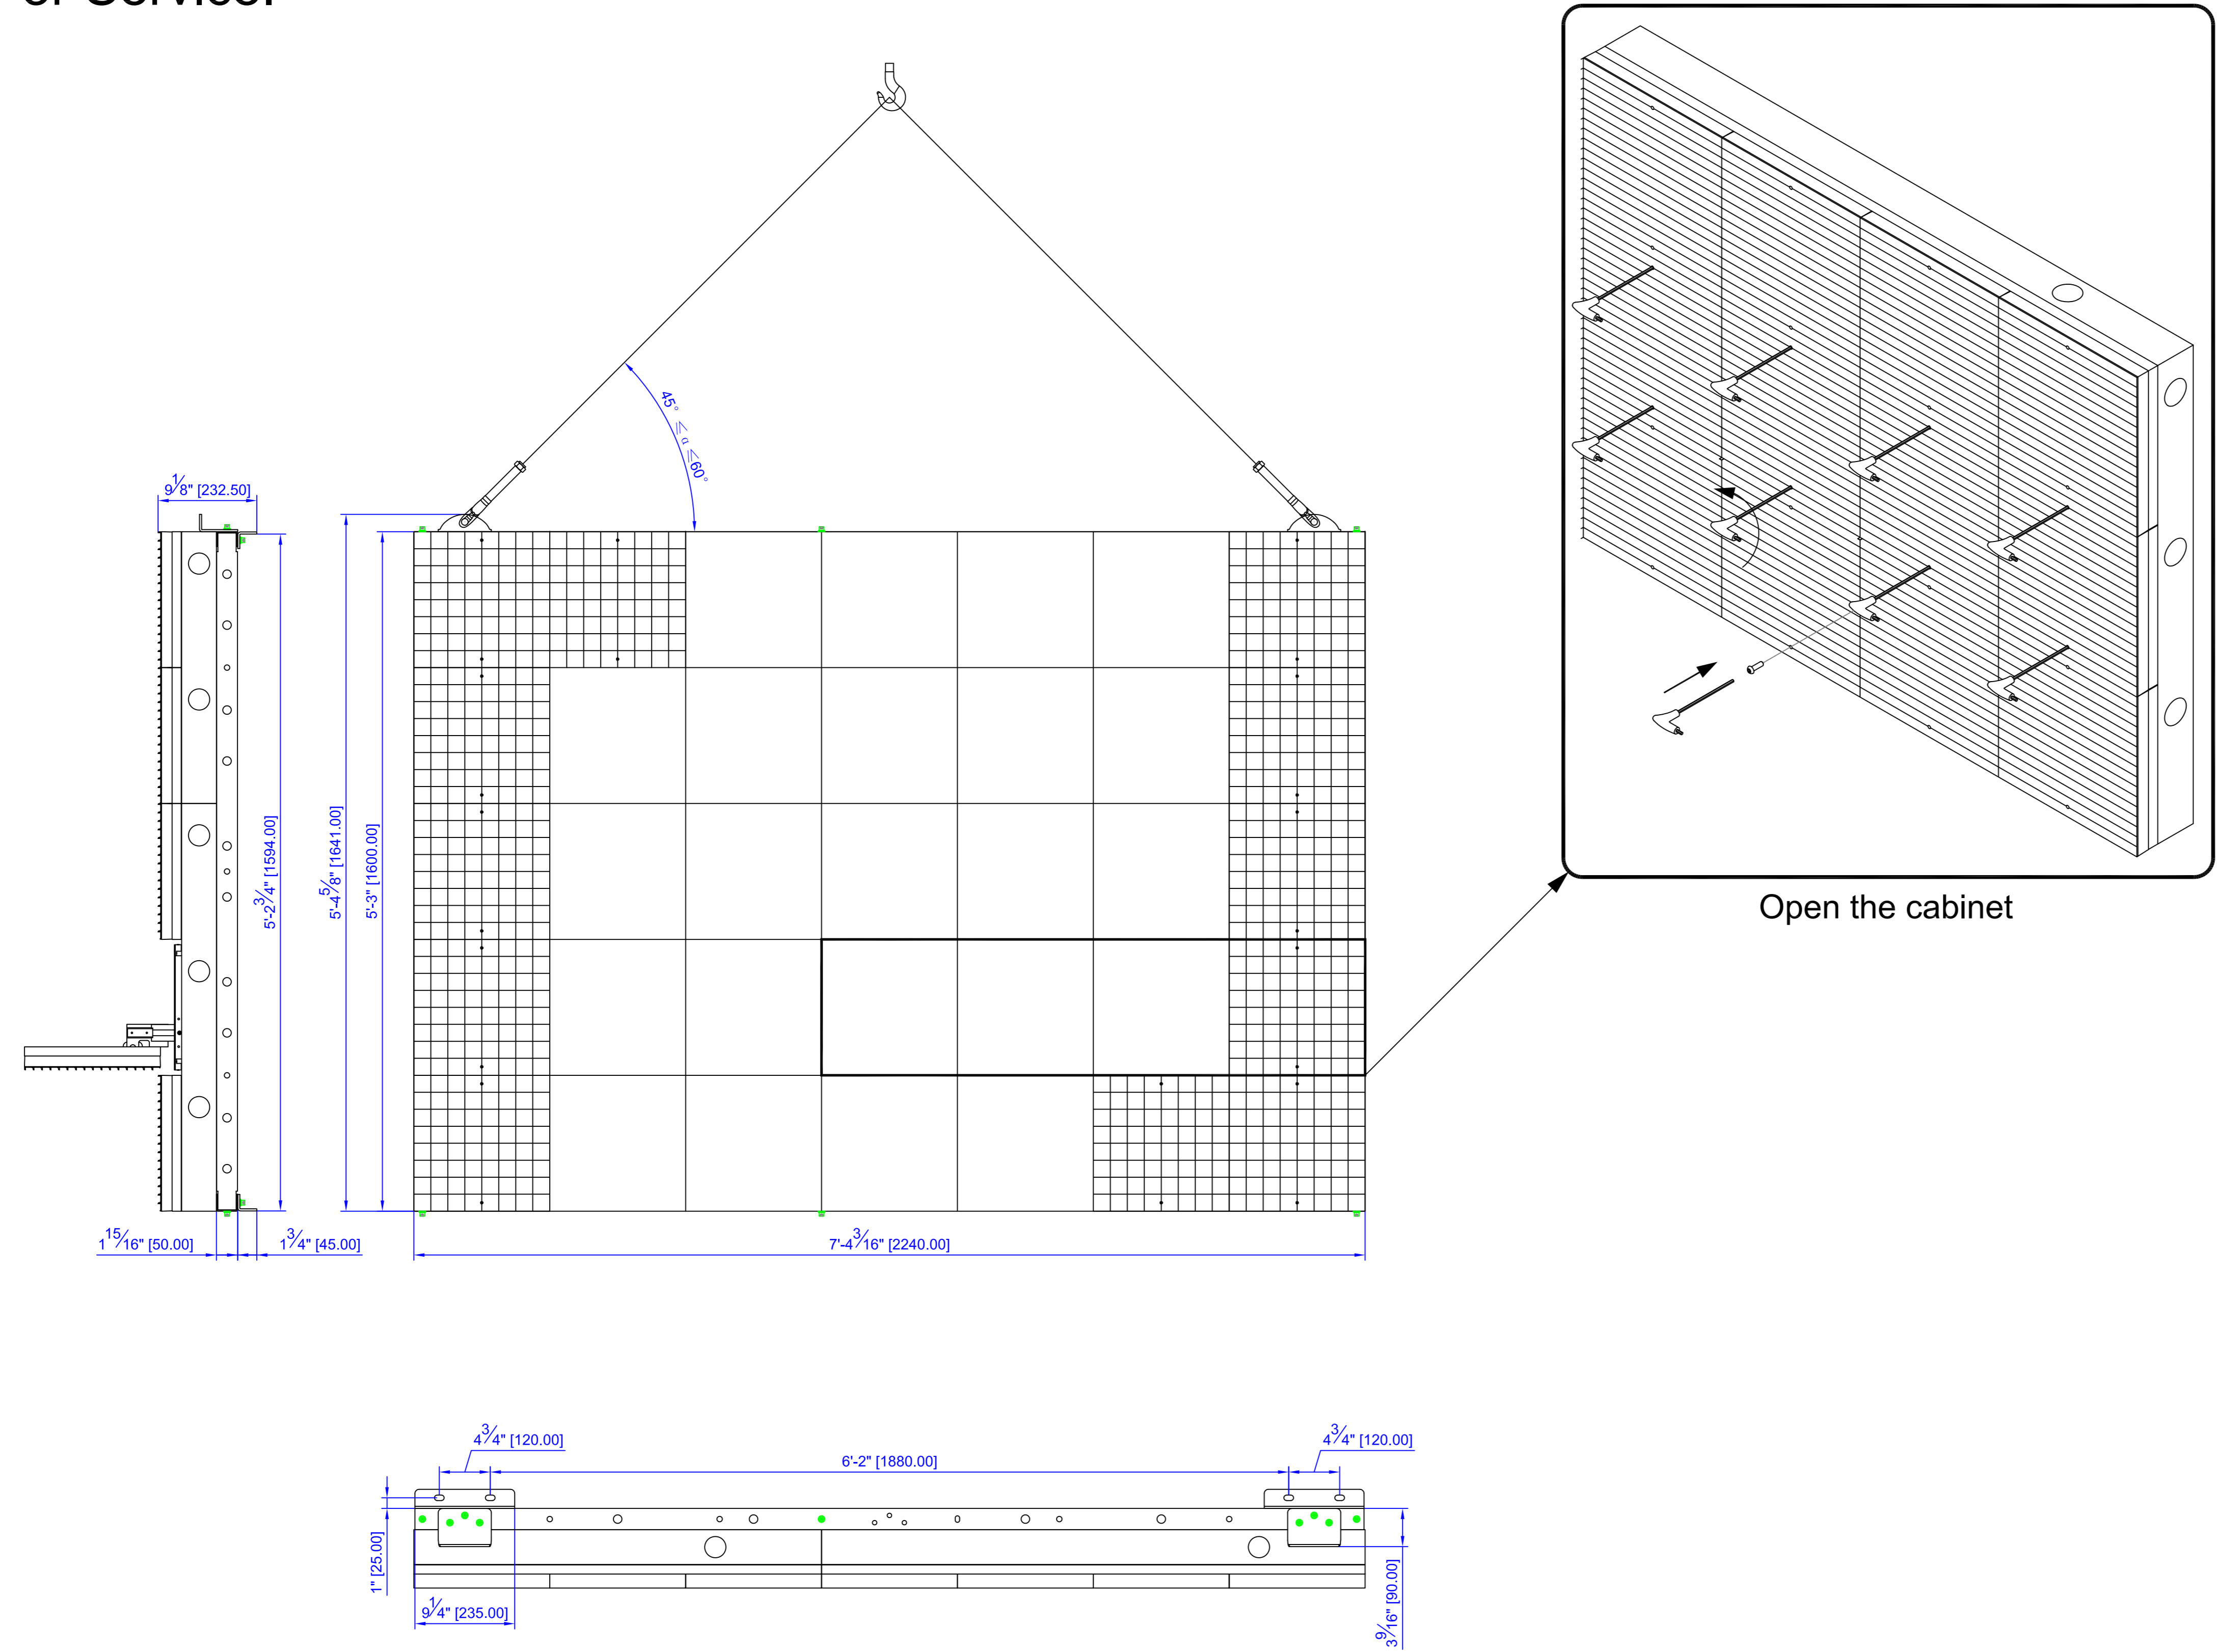 or Service.
45° ≤ α ≤60°
9 1/8" [232.50]
5'-2 3/4" [1594.00]
5'-4 5/8" [1641.00]
5'-3" [1600.00]
1 15/16" [50.00]
1 3/4" [45.00]
7'-4 3/16" [2240.00]
Open the cabinet
4 3/4" [120.00]
6'-2" [1880.00]
4 3/4" [120.00]
1" [25.00]
9 1/4" [235.00]
3 9/16" [90.00]